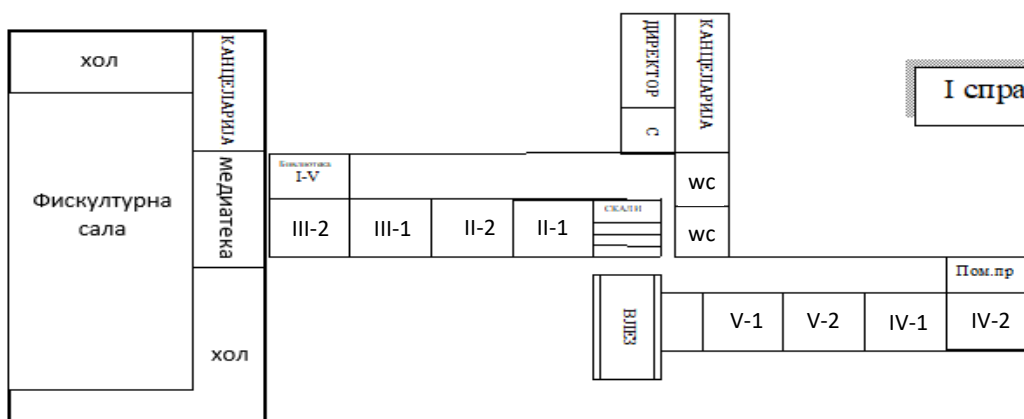 хол
КАНЦЕЛАРИЈА
ДИРЕКТОР
КАНЦЕЛАРИЈА
I спра
С
Библиотека
I-V
медиатека
wc
Фискултурна
сала
III-2
III-1
II-2
II-1
СКАЛИ
wc
Пом.пр
ВЛЕЗ
V-1
V-2
IV-1
IV-2
хол